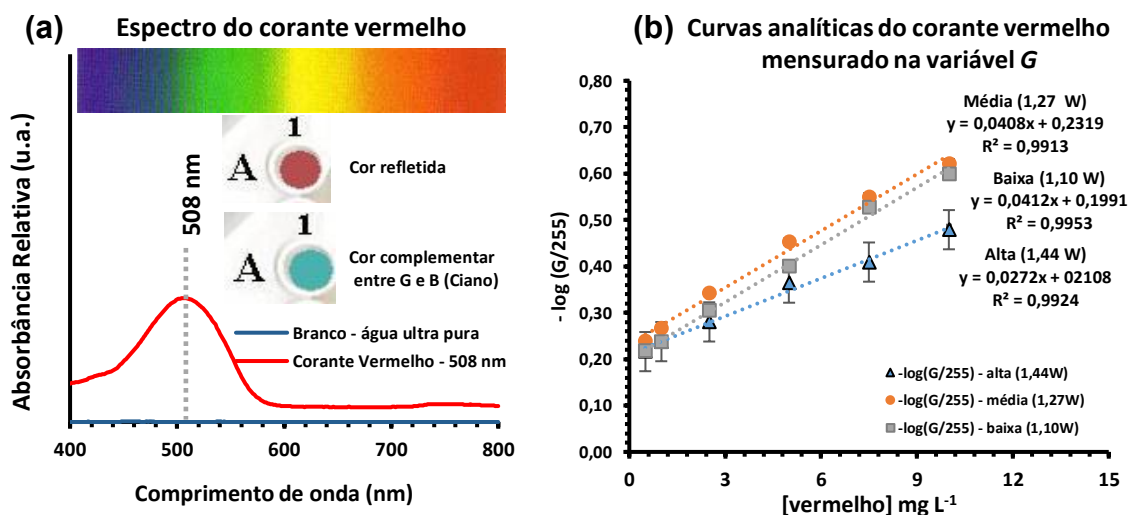 (a) Espectro do corante vermelho
Absorbância Relativa (u.a.)
508 nm
1
A
Cor refletida
1
A
Cor complementar
entre G e B (Ciano)
Branco - água ultra pura
Corante Vermelho - 508 nm
400 500 600 700 800
Comprimento de onda (nm)
(b) Curvas analíticas do corante vermelho
mensurado na variável G
- log (G/255)
0,80
0,70
0,60
0,50
0,40
0,30
0,20
0,10
0,00
Média (1,27 W)
y = 0,0408x + 0,2319
R² = 0,9913
Baixa (1,10 W)
y = 0,0412x + 0,1991
R² = 0,9953
Alta (1,44 W)
y = 0,0272x + 02108
R² = 0,9924
-log(G/255) - alta (1,44W)
-log(G/255) - média (1,27W)
-log(G/255) - baixa (1,10W)
0 3 6 9 12 15
[vermelho] mg L⁻¹